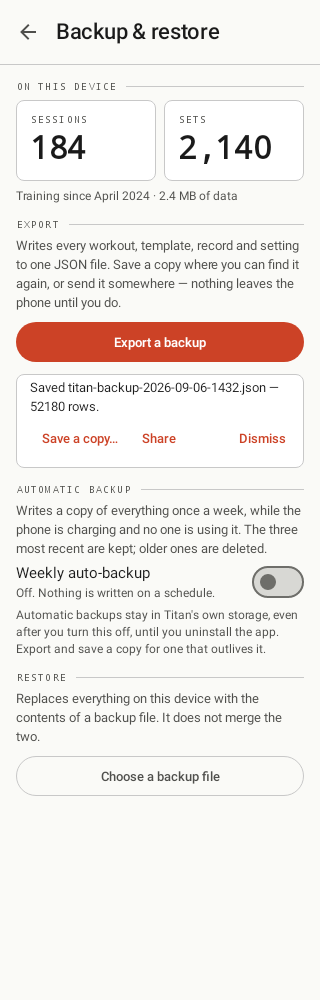 Backup & restore
ON THIS DEVICE
SESSIONS
184
SETS
2,140
Training since April 2024 · 2.4 MB of data
EXPORT
Writes every workout, template, record and setting
to one JSON file. Save a copy where you can find it
again, or send it somewhere — nothing leaves the
phone until you do.
Export a backup
Saved titan-backup-2026-09-06-1432.json —
52180 rows.
Save a copy…
Share
Dismiss
AUTOMATIC BACKUP
Writes a copy of everything once a week, while the
phone is charging and no one is using it. The three
most recent are kept; older ones are deleted.
Weekly auto-backup
Off. Nothing is written on a schedule.
Automatic backups stay in Titan's own storage, even
after you turn this off, until you uninstall the app.
Export and save a copy for one that outlives it.
RESTORE
Replaces everything on this device with the
contents of a backup file. It does not merge the
two.
Choose a backup file